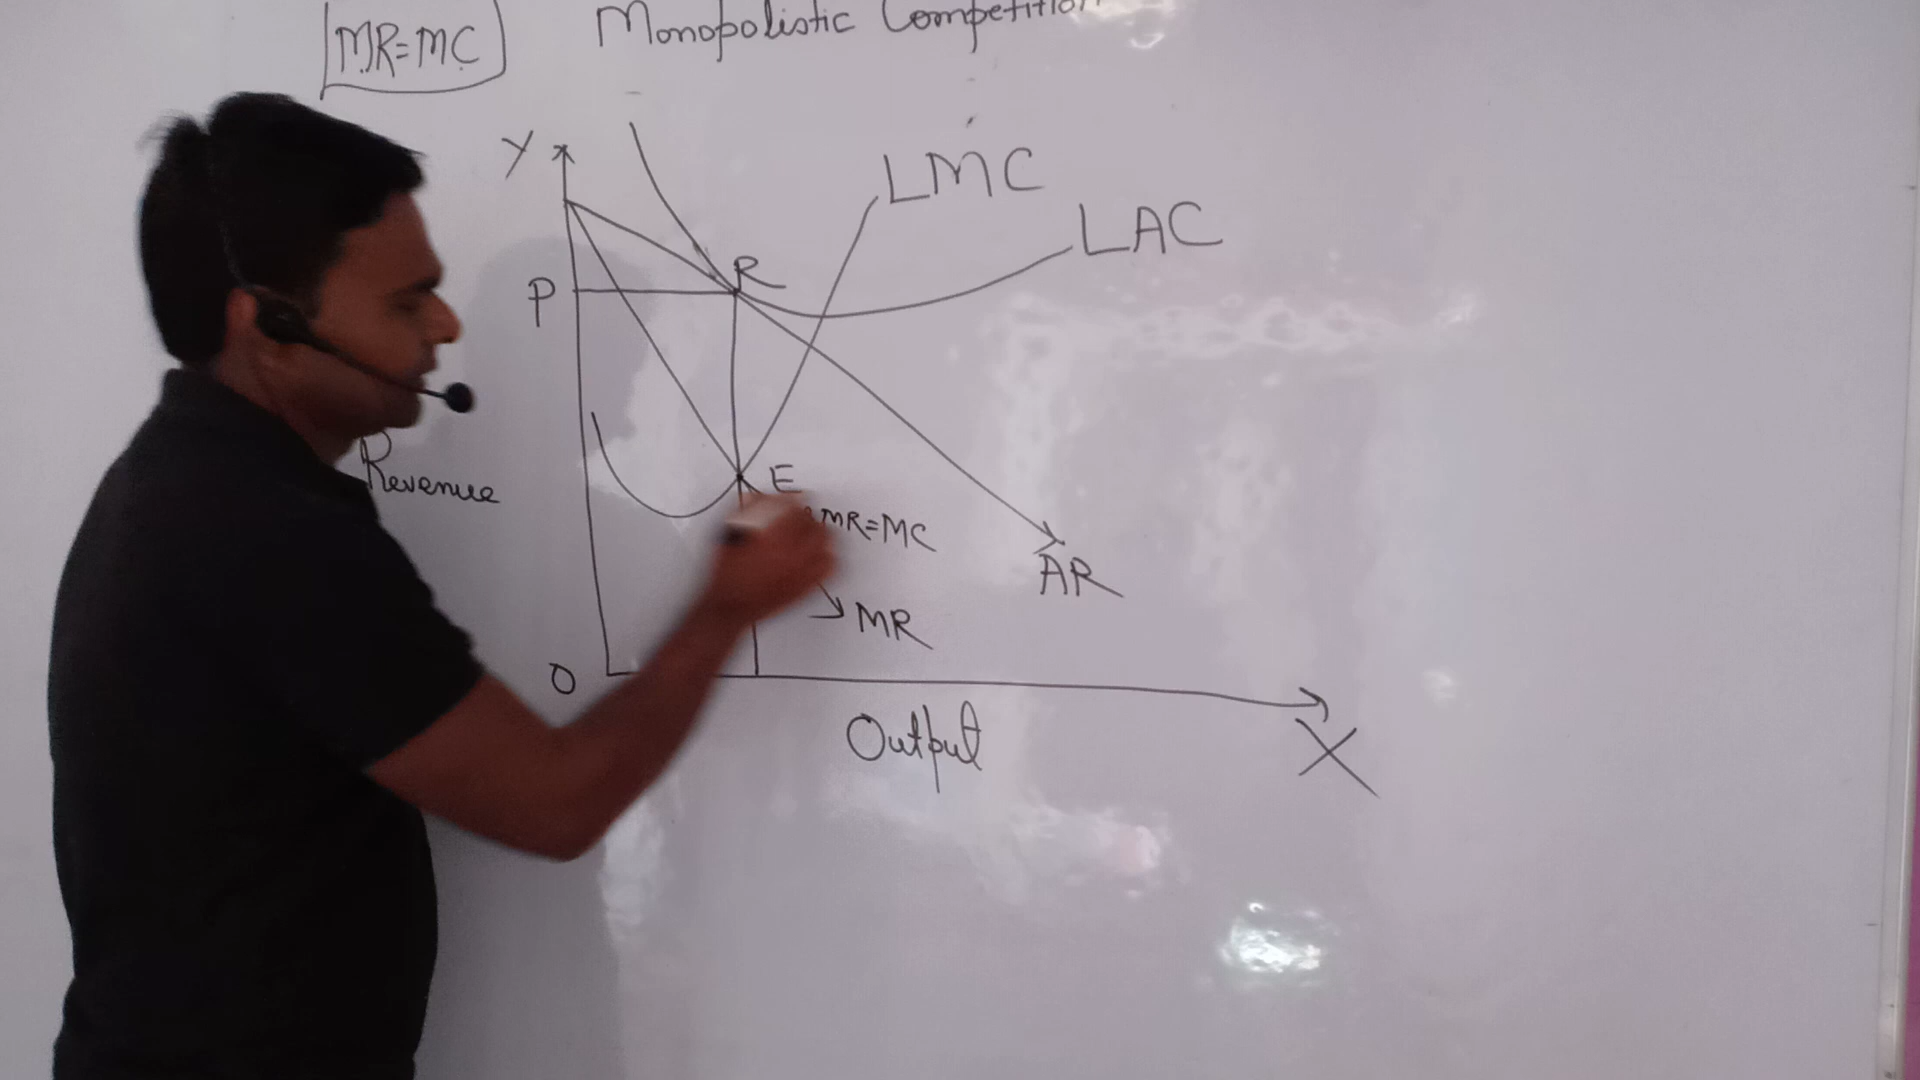 MR=MC
Monopolistic Competition
Y
LMC
LAC
R
P
Revenue
E
MR=MC
AR
MR
O
Output
X